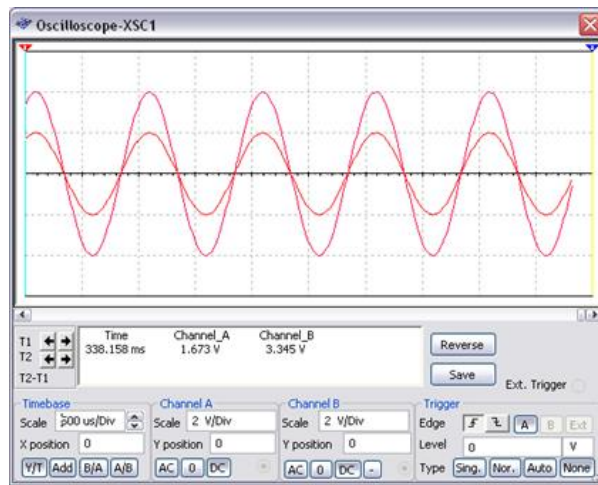 Oscilloscope-XSC1
Time Channel_A Channel_B
T1 338.158 ms 1.673 V 3.345 V
T2
T2-T1
Reverse
Save
Ext. Trigger
Timebase
Scale 500 us/Div
X position 0
Y/T Add B/A A/B
Channel A
Scale 2 V/Div
Y position 0
AC 0 DC
Channel B
Scale 2 V/Div
Y position 0
AC 0 DC -
Trigger
Edge A B Ext
Level 0 V
Type Sing. Nor. Auto None